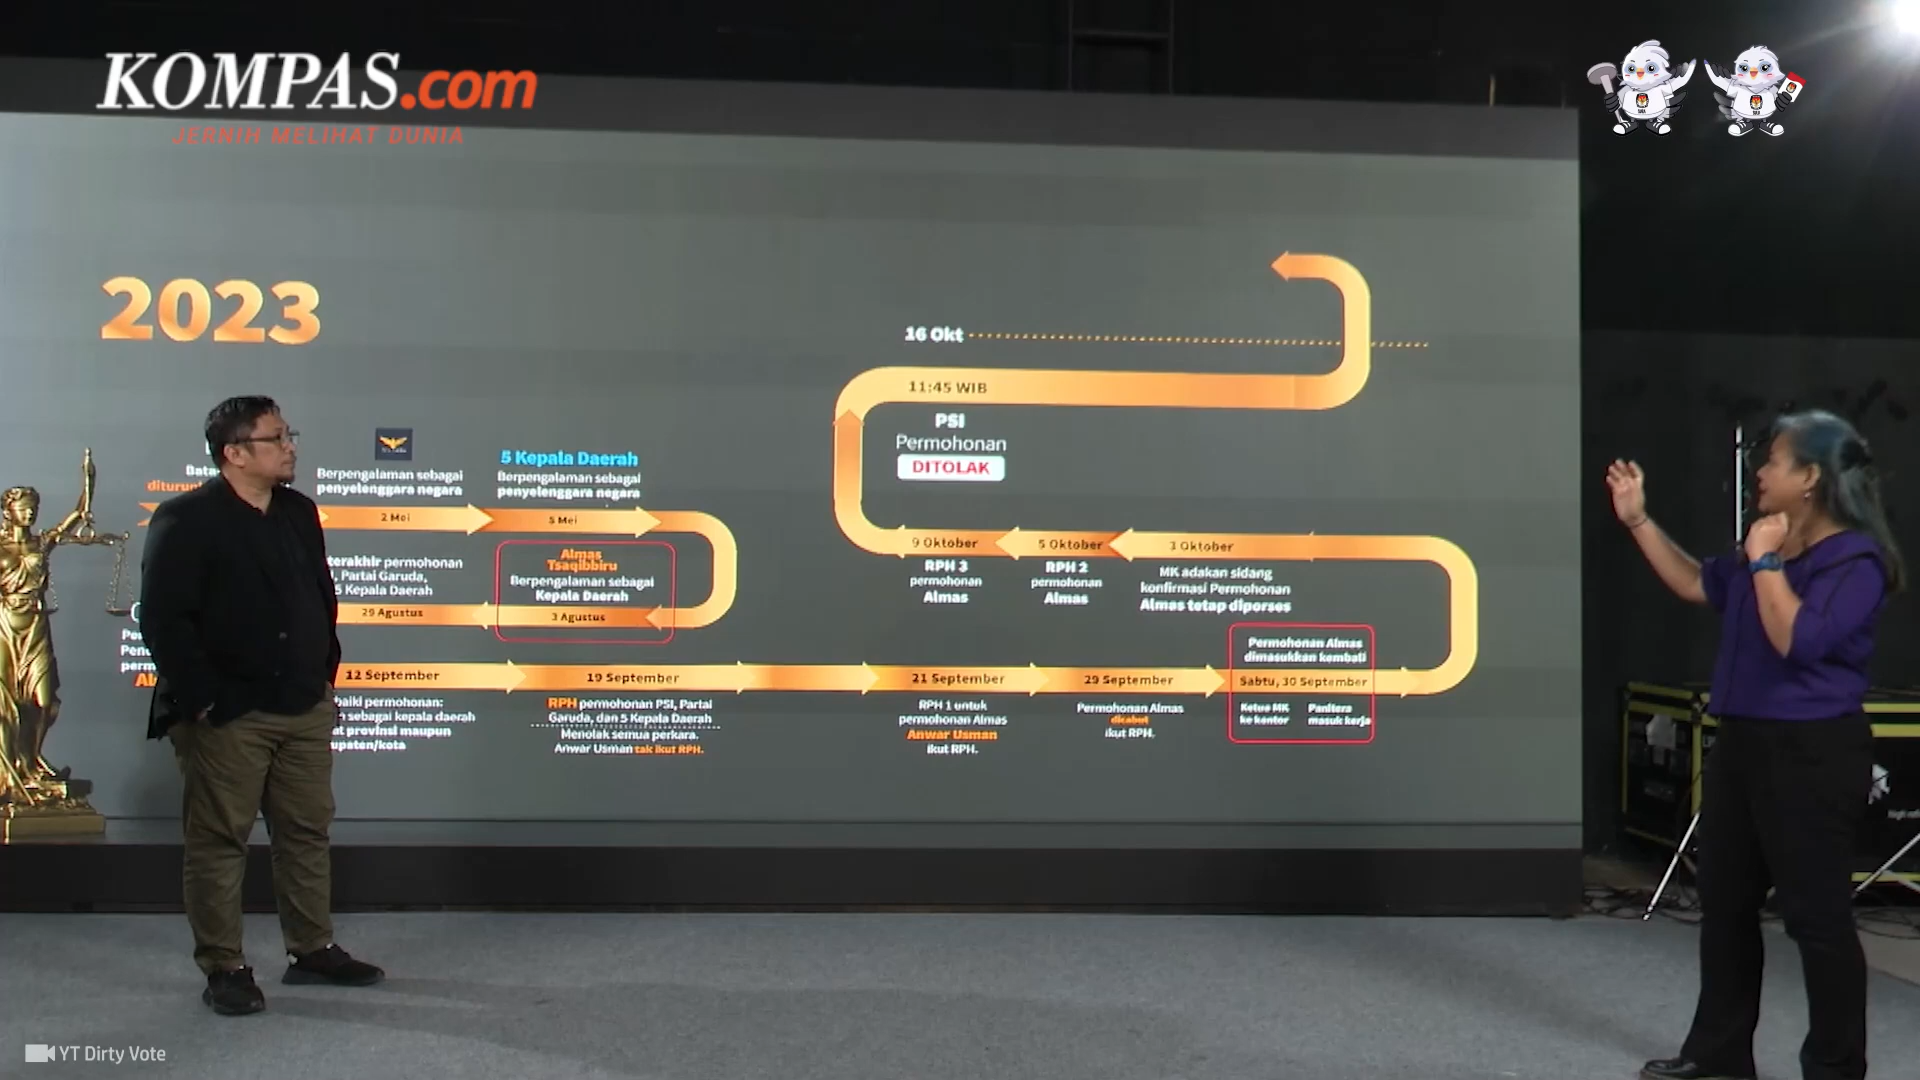 KOMPAS.com
JERNIH MELIHAT DUNIA
2023
Berpengalaman sebagai
penyelenggara negara
2 Mei
5 Kepala Daerah
Berpengalaman sebagai
penyelenggara negara
5 Mei
Almas
Tsaqibbiru
Berpengalaman sebagai
Kepala Daerah
3 Agustus
terakhir permohonan
, Partai Garuda,
5 Kepala Daerah
29 Agustus
12 September
baiki permohonan:
sebagai kepala daerah
at provinsi maupun
upaten/kota
19 September
RPH permohonan PSI, Partai
Garuda, dan 5 Kepala Daerah
Menolak semua perkara.
Anwar Usman tak ikut RPH.
21 September
RPH 1 untuk
permohonan Almas
Anwar Usman
ikut RPH.
29 September
Permohonan Almas
dicabut
ikut RPH.
Permohonan Almas
dimasukkan kembali
Sabtu, 30 September
Ketua MK
ke kantor
Panitera
masuk kerja
3 Oktober
MK adakan sidang
konfirmasi Permohonan
Almas tetap diporses
5 Oktober
RPH 2
permohonan
Almas
9 Oktober
RPH 3
permohonan
Almas
16 Okt
11:45 WIB
PSI
Permohonan
DITOLAK
YT Dirty Vote